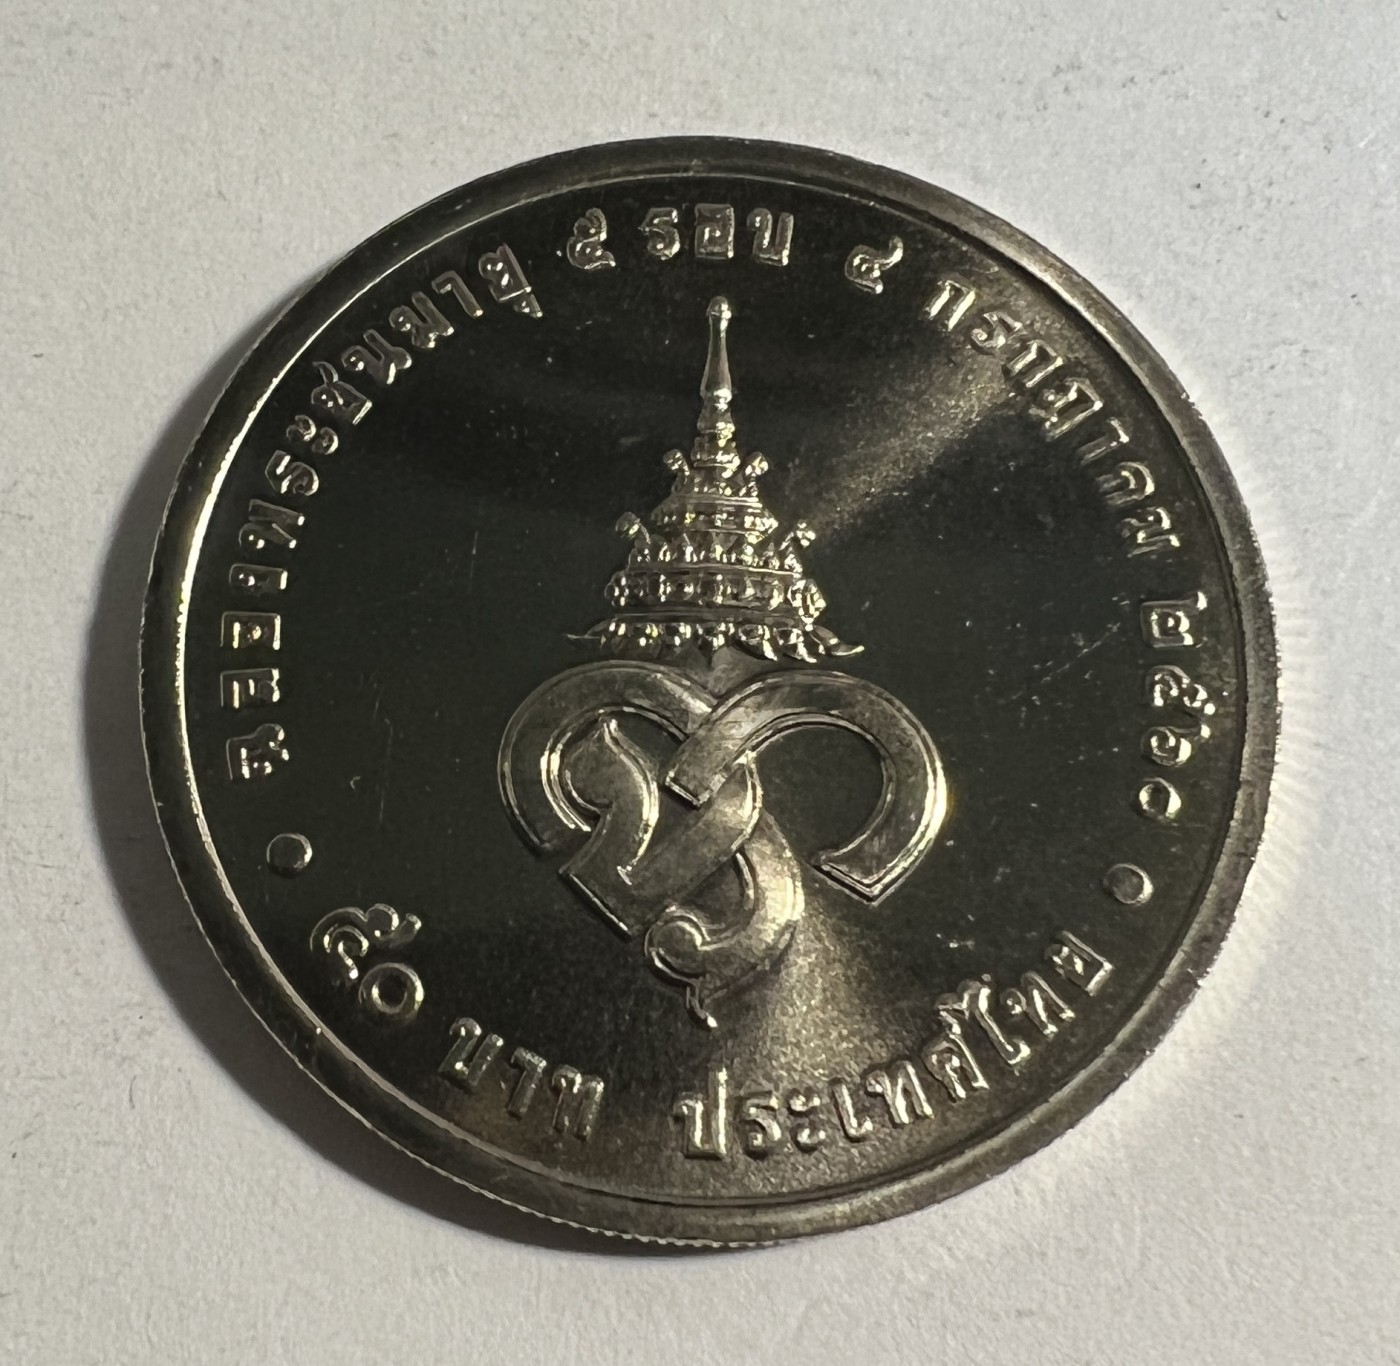 ฉลองพระชนมายุ ๕ รอบ ๔ กรกฎาคม ๒๕๖๐
๕๐ บาท ประเทศไทย